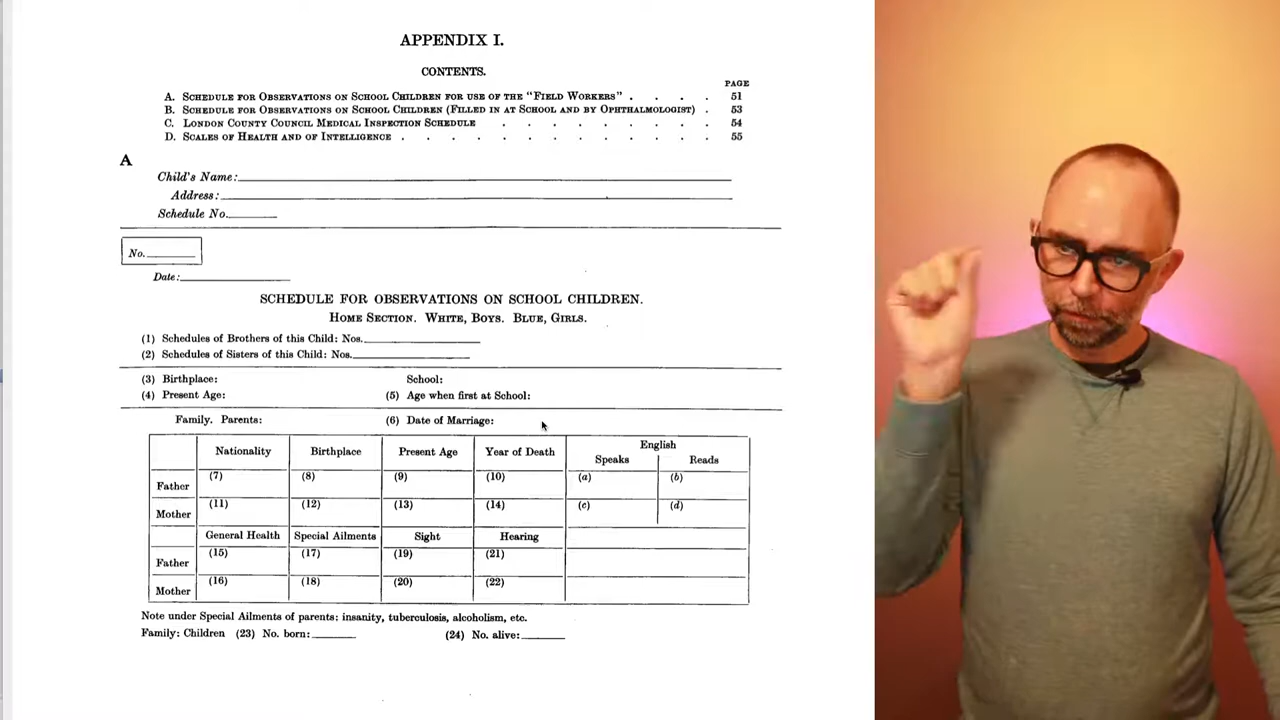 APPENDIX I.
CONTENTS.
PAGE
A. SCHEDULE FOR OBSERVATIONS ON SCHOOL CHILDREN FOR USE OF THE "FIELD WORKERS" . . . . 51
B. SCHEDULE FOR OBSERVATIONS ON SCHOOL CHILDREN (FILLED IN AT SCHOOL AND BY OPHTHALMOLOGIST) . 53
C. LONDON COUNTY COUNCIL MEDICAL INSPECTION SCHEDULE . . . . . . . . . 54
D. SCALES OF HEALTH AND OF INTELLIGENCE . . . . . . . . . . . . . 55
A
Child's Name:
Address:
Schedule No.
No.
Date:
SCHEDULE FOR OBSERVATIONS ON SCHOOL CHILDREN.
HOME SECTION. WHITE, BOYS. BLUE, GIRLS.
(1) Schedules of Brothers of this Child: Nos.
(2) Schedules of Sisters of this Child: Nos.
(3) Birthplace: School:
(4) Present Age: (5) Age when first at School:
Family. Parents: (6) Date of Marriage:
English
Nationality Birthplace Present Age Year of Death
Speaks Reads
(7) (8) (9) (10) (a) (b)
Father
(11) (12) (13) (14) (c) (d)
Mother
General Health Special Ailments Sight Hearing
(15) (17) (19) (21)
Father
(16) (18) (20) (22)
Mother
Note under Special Ailments of parents: insanity, tuberculosis, alcoholism, etc.
Family: Children (23) No. born: (24) No. alive: